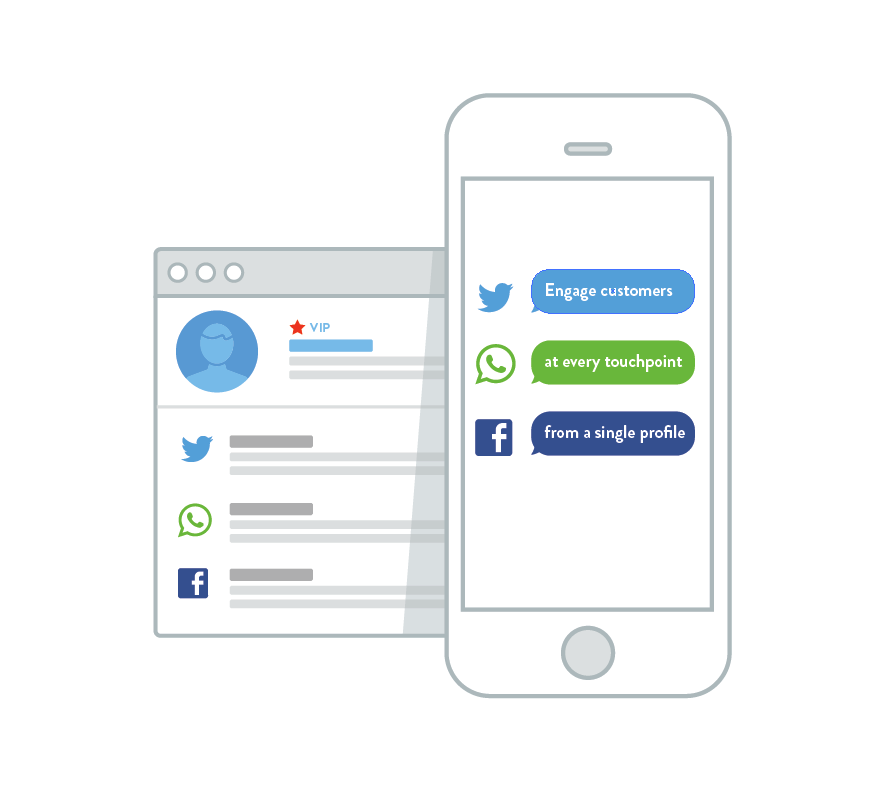 VIP
Engage customers
at every touchpoint
from a single profile